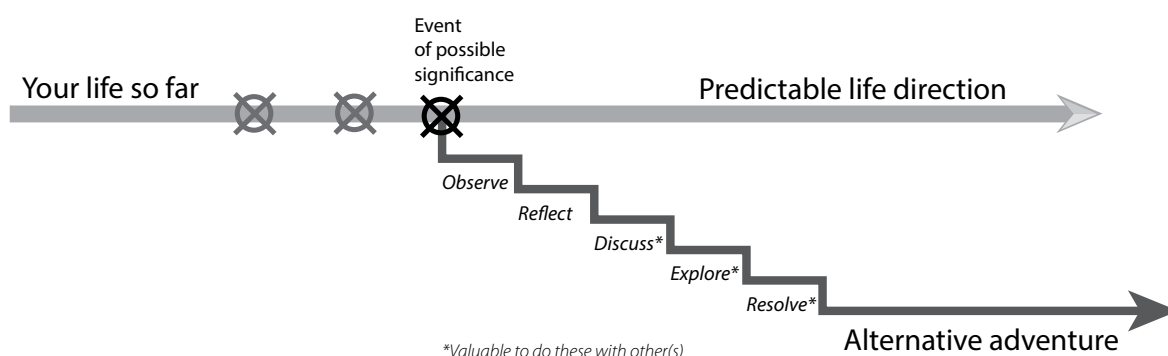 Event
of possible
significance
Your life so far
Predictable life direction
Observe
Reflect
Discuss*
Explore*
Resolve*
Alternative adventure
*Valuable to do these with other(s)